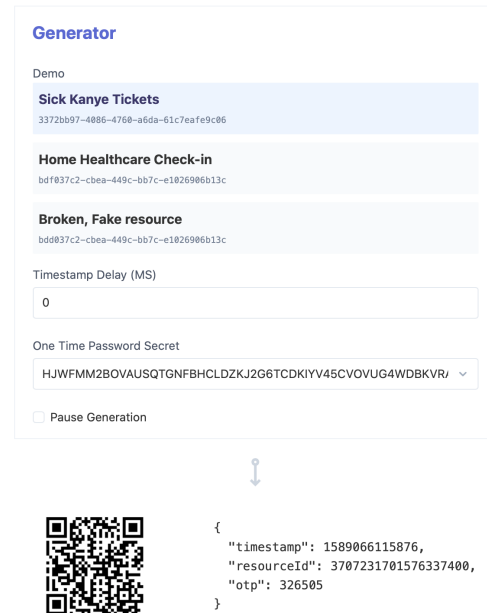 Generator
Demo
Sick Kanye Tickets
3372bb97-4086-4760-a6da-61c7eafe9c06
Home Healthcare Check-in
bdf037c2-cbea-449c-bb7c-e1026906b13c
Broken, Fake resource
bdd037c2-cbea-449c-bb7c-e1026906b13c
Timestamp Delay (MS)
0
One Time Password Secret
HJWFMM2BOVAUSQTGNFBHCLDZKJ2G6TCDKIYV45CVOVUG4WDBKVR
Pause Generation
{
"timestamp": 1589066115876,
"resourceId": 3707231701576337400,
"otp": 326505
}